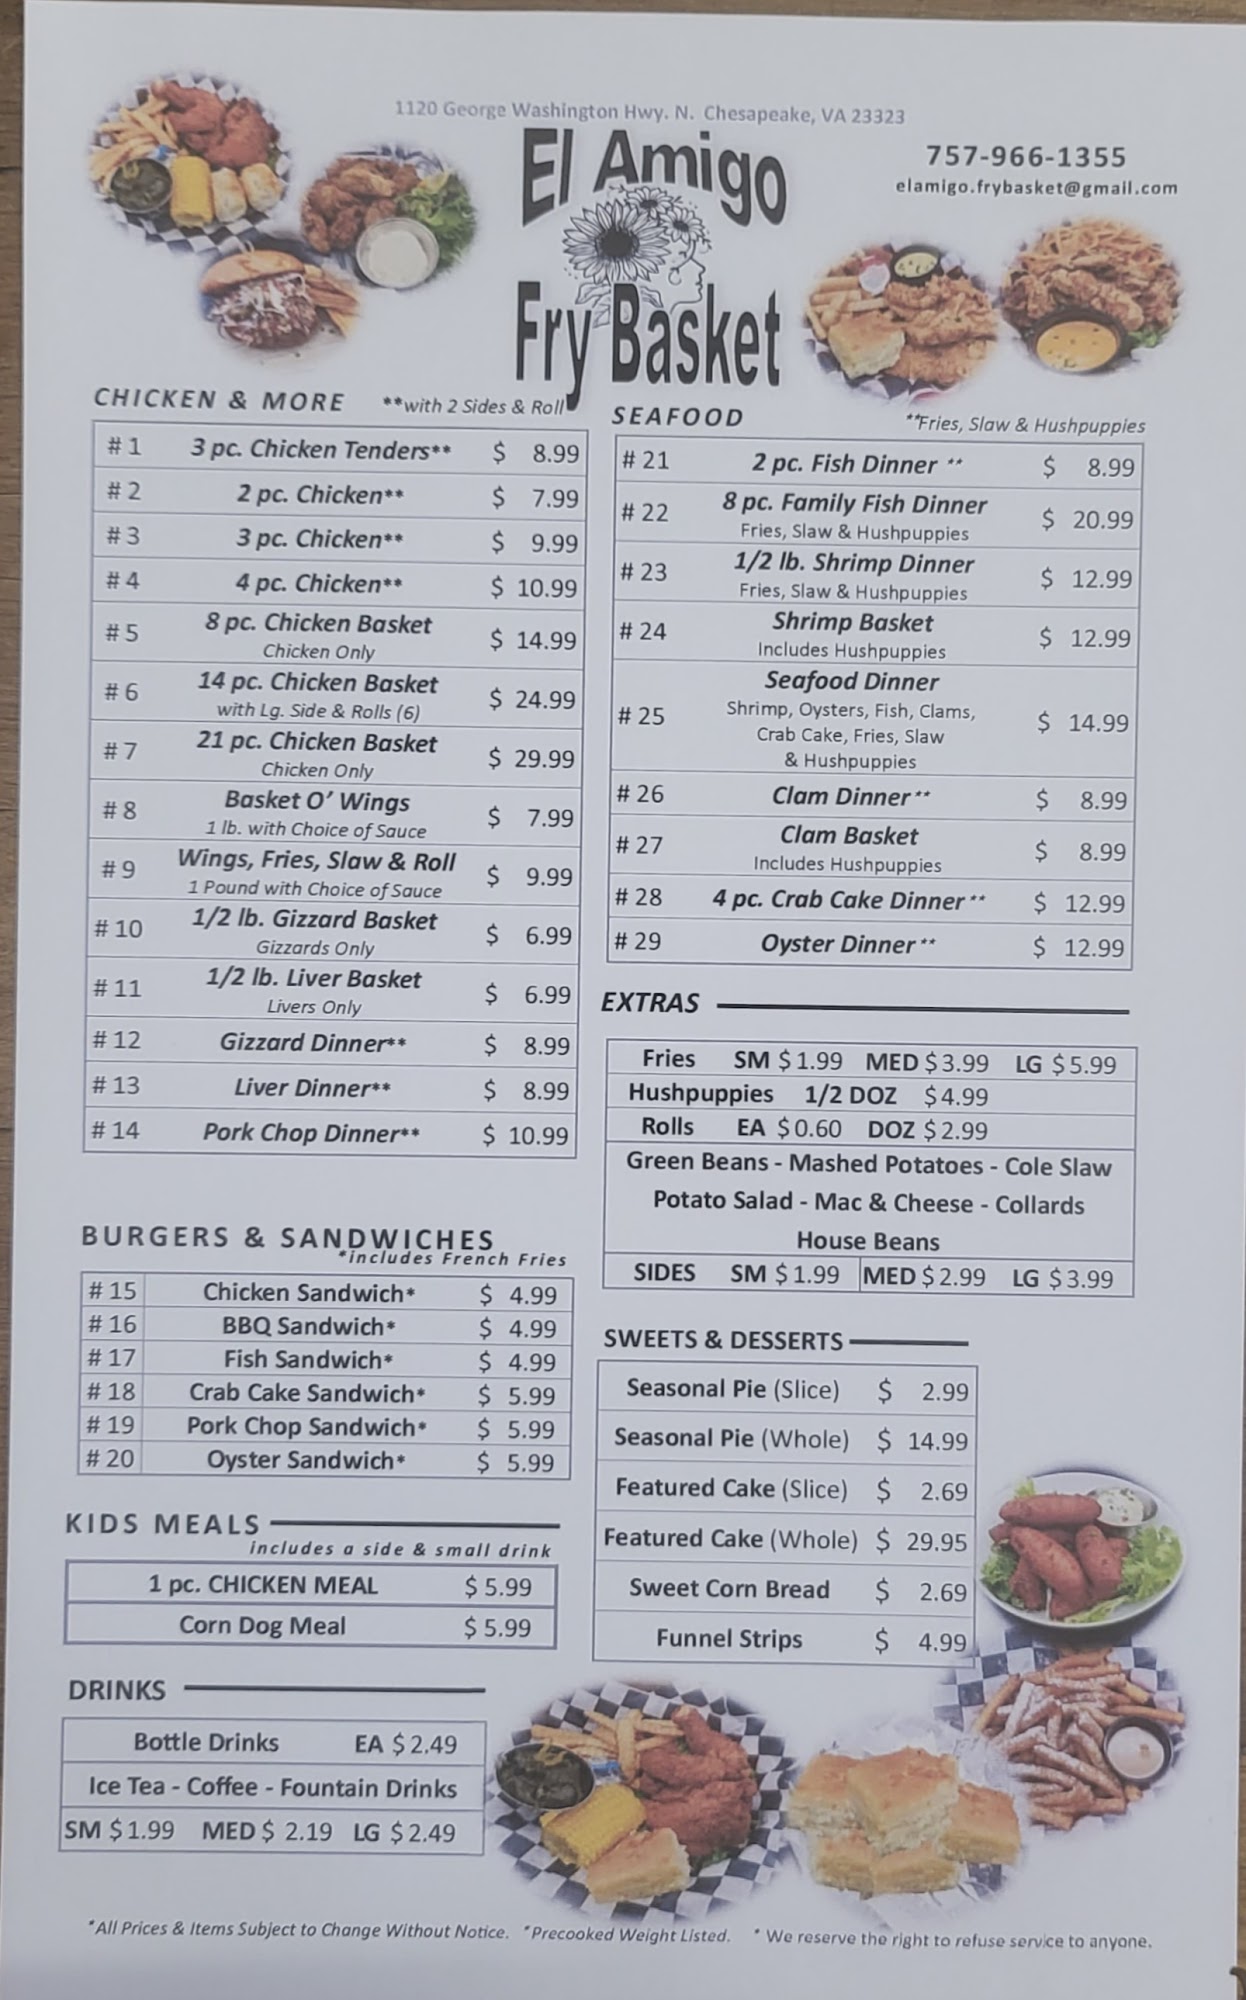 1120 George Washington Hwy. N. Chesapeake, VA 23323
El Amigo
Fry Basket
757-966-1355
elamigo.frybasket@gmail.com
CHICKEN & MORE **with 2 Sides & Roll
# 1 3 pc. Chicken Tenders** $ 8.99
# 2 2 pc. Chicken** $ 7.99
# 3 3 pc. Chicken** $ 9.99
# 4 4 pc. Chicken** $ 10.99
# 5 8 pc. Chicken Basket $ 14.99
Chicken Only
# 6 14 pc. Chicken Basket $ 24.99
with Lg. Side & Rolls (6)
# 7 21 pc. Chicken Basket $ 29.99
Chicken Only
# 8 Basket O’ Wings $ 7.99
1 lb. with Choice of Sauce
# 9 Wings, Fries, Slaw & Roll $ 9.99
1 Pound with Choice of Sauce
# 10 1/2 lb. Gizzard Basket $ 6.99
Gizzards Only
# 11 1/2 lb. Liver Basket $ 6.99
Livers Only
# 12 Gizzard Dinner** $ 8.99
# 13 Liver Dinner** $ 8.99
# 14 Pork Chop Dinner** $ 10.99
BURGERS & SANDWICHES
*includes French Fries
# 15 Chicken Sandwich* $ 4.99
# 16 BBQ Sandwich* $ 4.99
# 17 Fish Sandwich* $ 4.99
# 18 Crab Cake Sandwich* $ 5.99
# 19 Pork Chop Sandwich* $ 5.99
# 20 Oyster Sandwich* $ 5.99
KIDS MEALS
includes a side & small drink
1 pc. CHICKEN MEAL $ 5.99
Corn Dog Meal $ 5.99
DRINKS
Bottle Drinks EA $ 2.49
Ice Tea - Coffee - Fountain Drinks
SM $ 1.99 MED $ 2.19 LG $ 2.49
SEAFOOD **Fries, Slaw & Hushpuppies
# 21 2 pc. Fish Dinner ** $ 8.99
# 22 8 pc. Family Fish Dinner $ 20.99
Fries, Slaw & Hushpuppies
# 23 1/2 lb. Shrimp Dinner $ 12.99
Fries, Slaw & Hushpuppies
# 24 Shrimp Basket $ 12.99
Includes Hushpuppies
Seafood Dinner
# 25 Shrimp, Oysters, Fish, Clams, $ 14.99
Crab Cake, Fries, Slaw
& Hushpuppies
# 26 Clam Dinner ** $ 8.99
# 27 Clam Basket $ 8.99
Includes Hushpuppies
# 28 4 pc. Crab Cake Dinner ** $ 12.99
# 29 Oyster Dinner ** $ 12.99
EXTRAS
Fries SM $ 1.99 MED $ 3.99 LG $ 5.99
Hushpuppies 1/2 DOZ $ 4.99
Rolls EA $ 0.60 DOZ $ 2.99
Green Beans - Mashed Potatoes - Cole Slaw
Potato Salad - Mac & Cheese - Collards
House Beans
SIDES SM $ 1.99 MED $ 2.99 LG $ 3.99
SWEETS & DESSERTS
Seasonal Pie (Slice) $ 2.99
Seasonal Pie (Whole) $ 14.99
Featured Cake (Slice) $ 2.69
Featured Cake (Whole) $ 29.95
Sweet Corn Bread $ 2.69
Funnel Strips $ 4.99
*All Prices & Items Subject to Change Without Notice. *Precooked Weight Listed. * We reserve the right to refuse service to anyone.